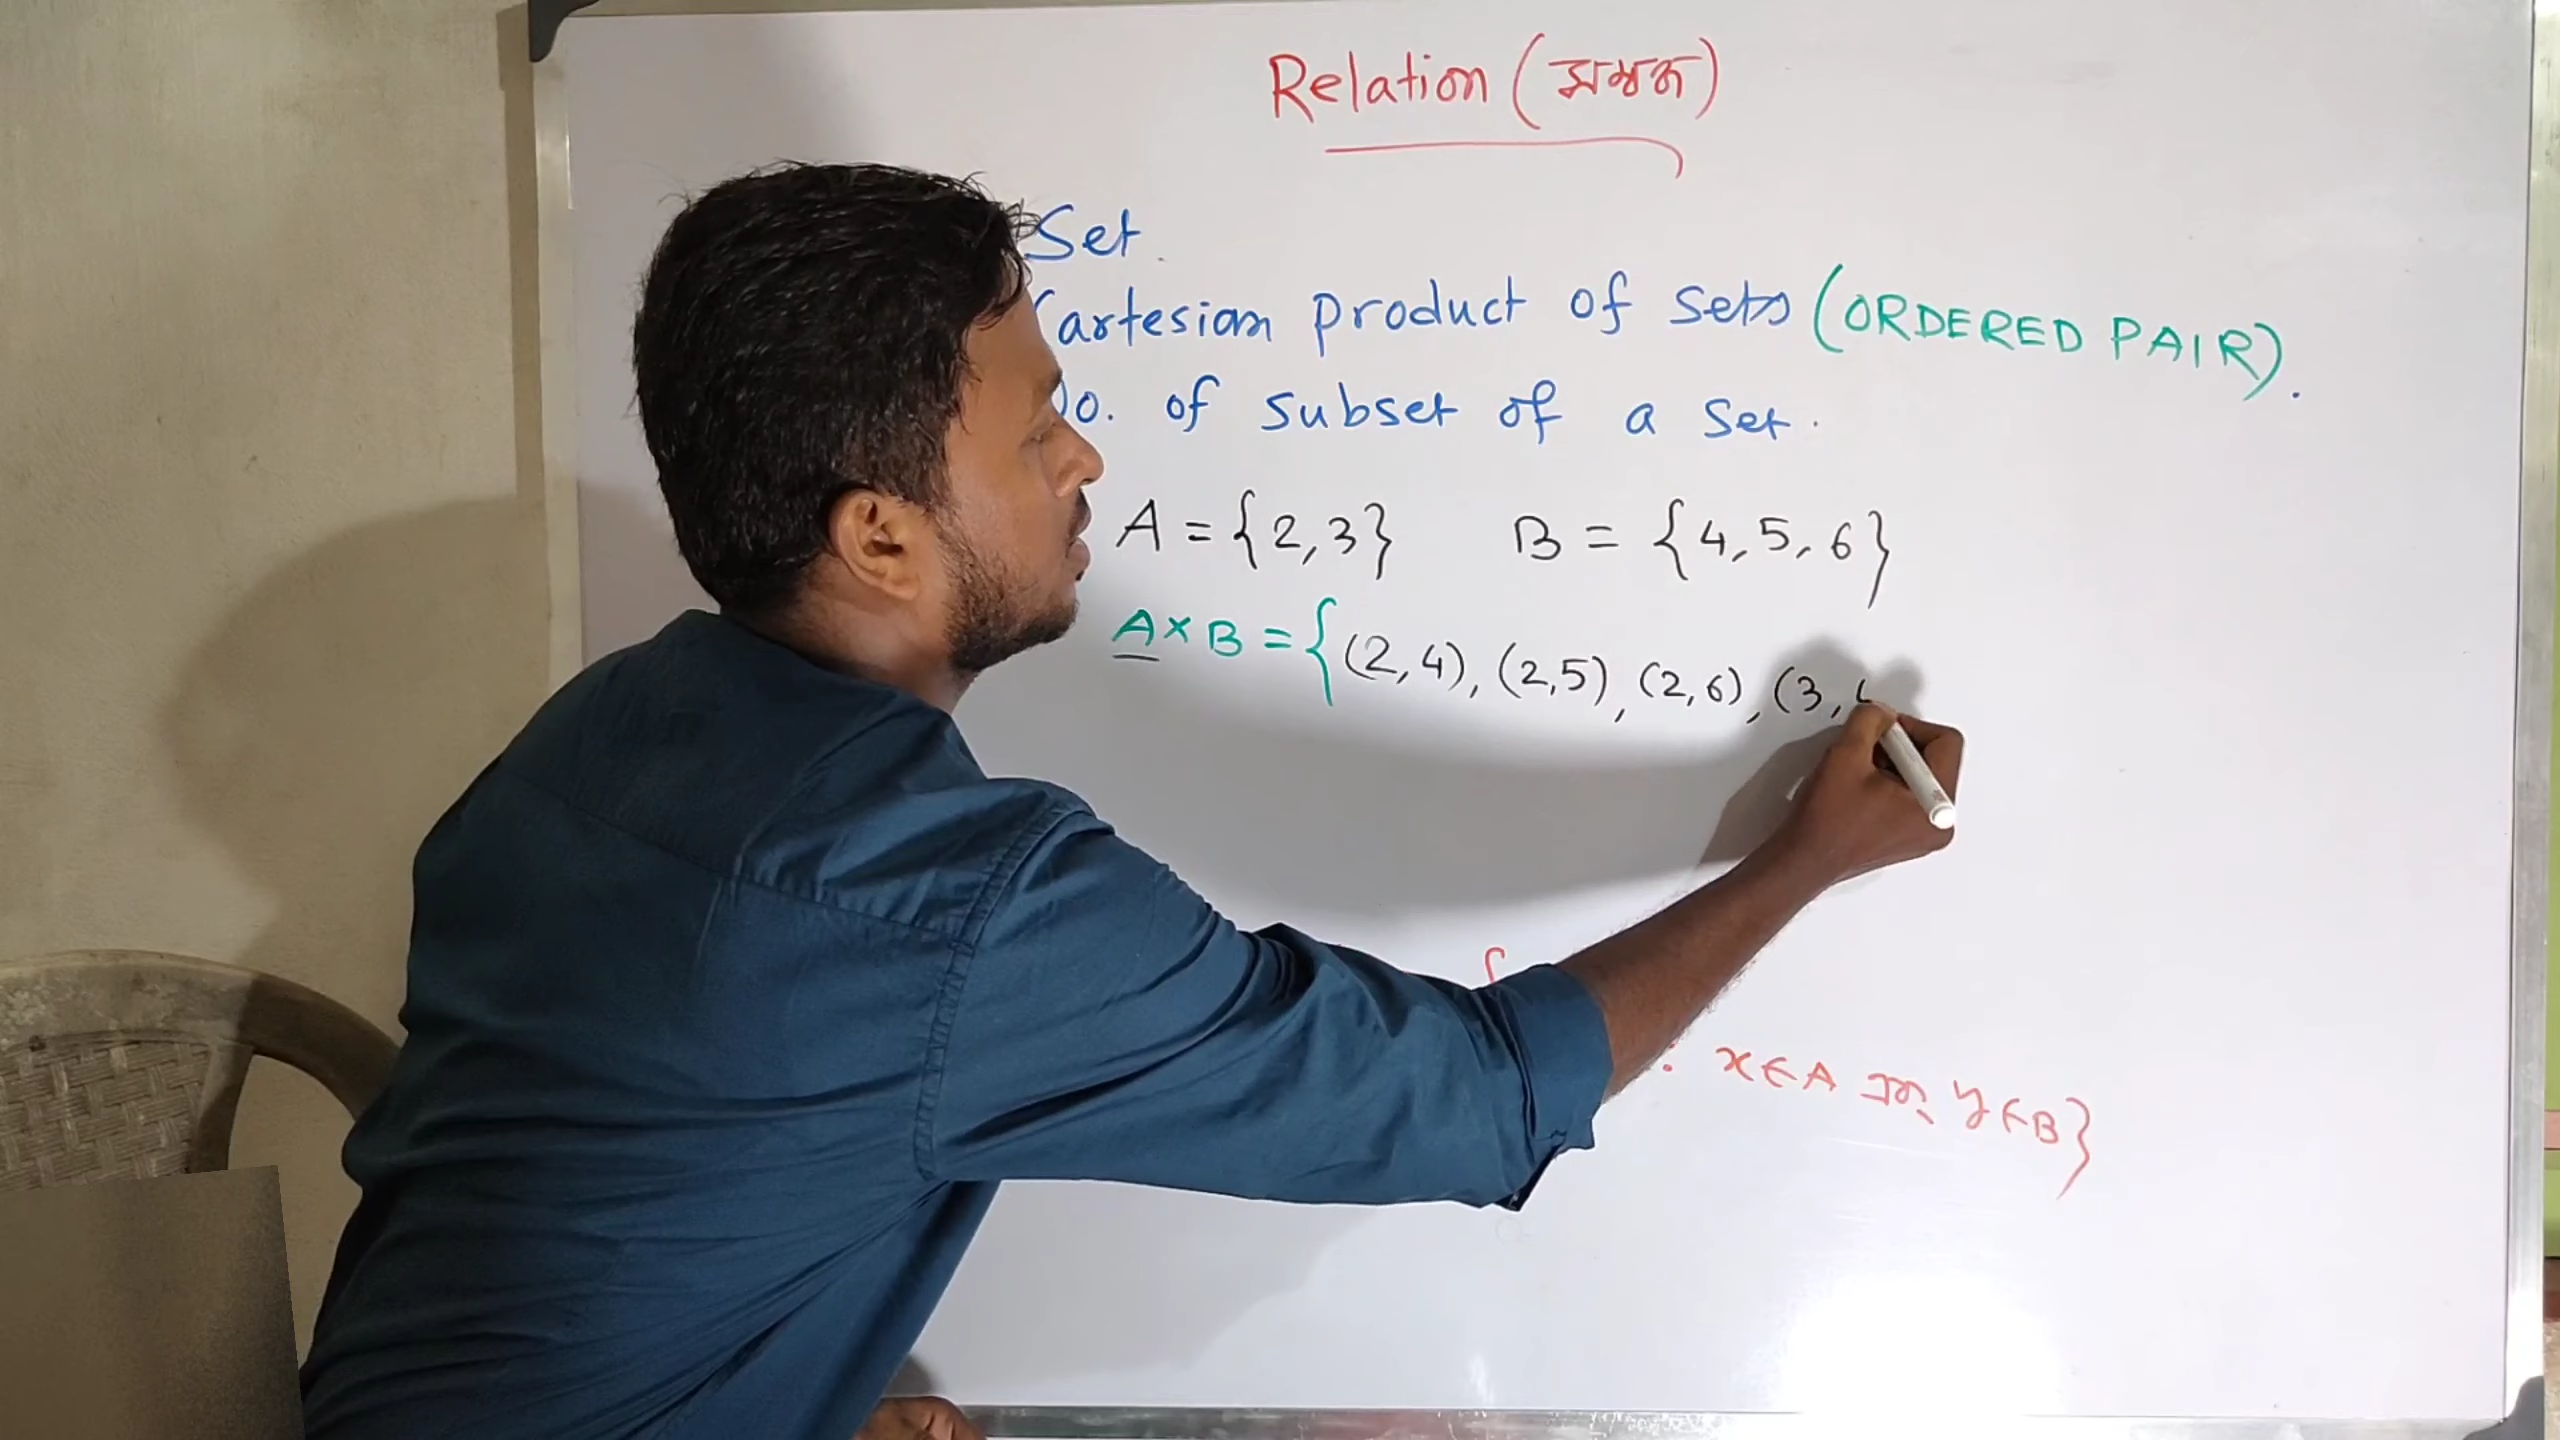 Relation (সম্বন্ধ)
Set.
Cartesian product of sets (ORDERED PAIR).
No. of subset of a set.
A = {2,3} B = {4,5,6}
A×B = {(2,4), (2,5), (2,6), (3,
{
: x∈A y∈B}